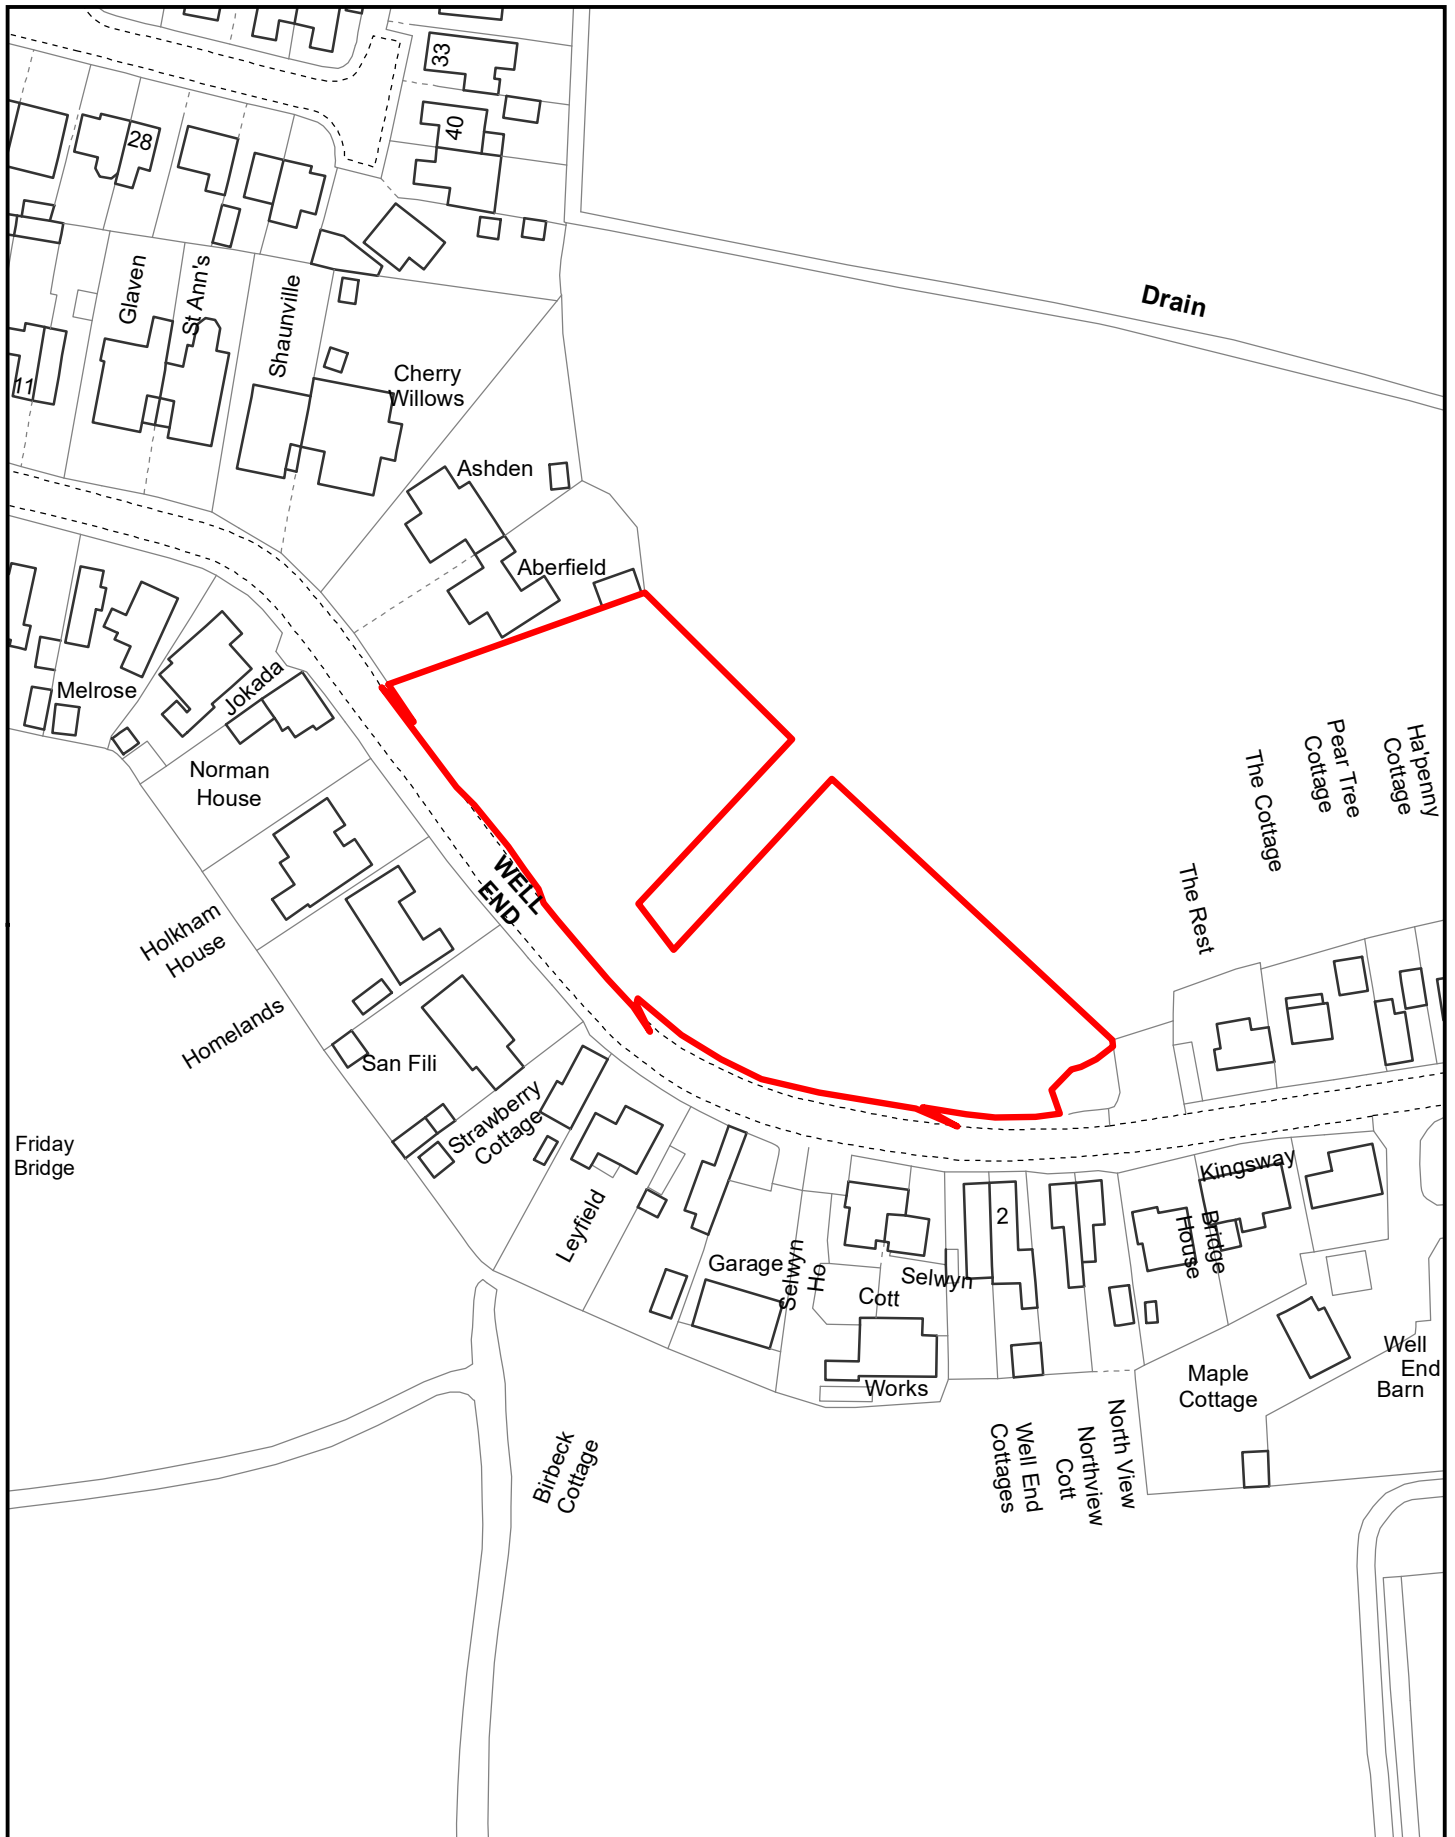 33
40
28
Drain
Glaven
St Ann's
Shaunville
11
Cherry
Willows
Ashden
Aberfield
Melrose
Jokada
Norman
House
WELL
END
Holkham
House
Homelands
San Fili
Strawberry
Cottage
Friday
Bridge
Leyfield
The Rest
The Cottage
Pear Tree
Cottage
Ha'penny
Cottage
Garage
Selwyn
Ho
Selwyn
Cott
2
Kingsway
Bridge
House
Works
Maple
Cottage
Well
End
Barn
Birbeck
Cottage
Well End
Cottages
Northview
Cott
North View